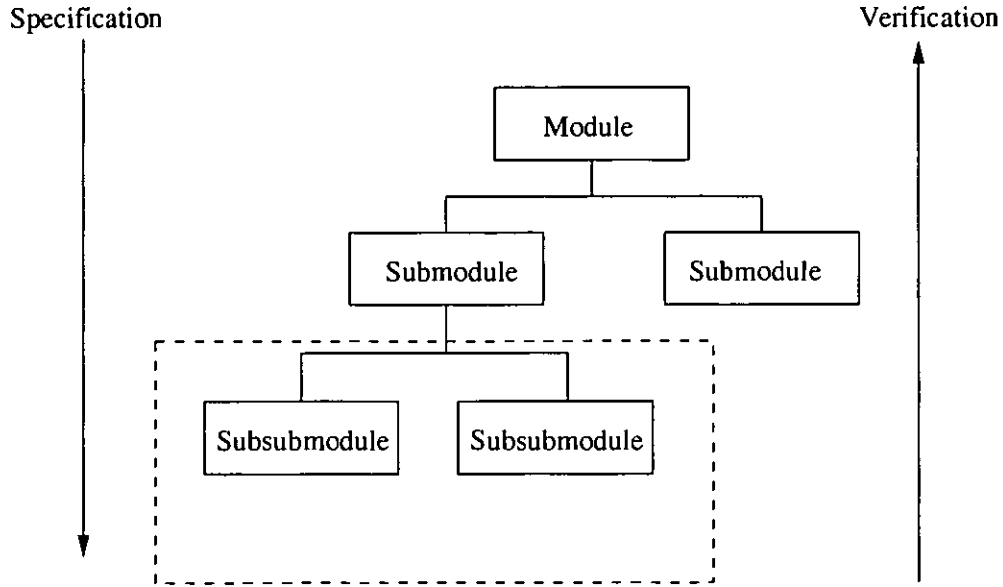 Specification
Verification
Module
Submodule
Submodule
Subsubmodule
Subsubmodule